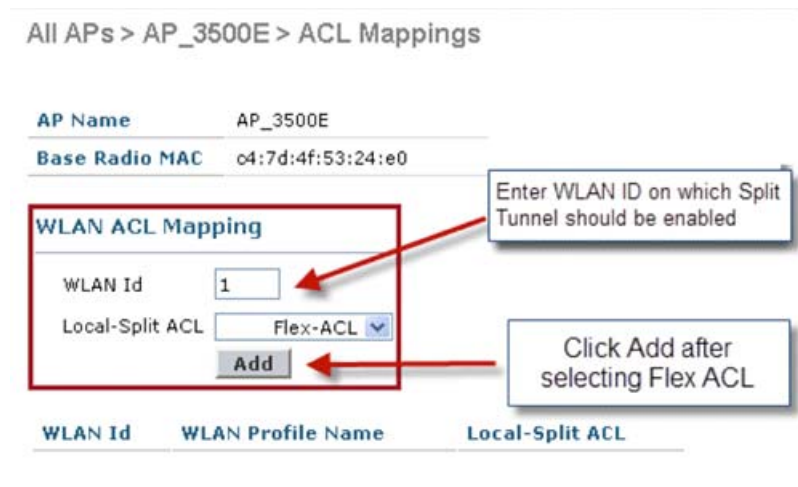 All APs > AP_3500E > ACL Mappings
AP Name AP_3500E
Base Radio MAC c4:7d:4f:53:24:e0
Enter WLAN ID on which Split
Tunnel should be enabled
WLAN ACL Mapping
WLAN Id 1
Local-Split ACL Flex-ACL
Add
Click Add after
selecting Flex ACL
WLAN Id WLAN Profile Name Local-Split ACL